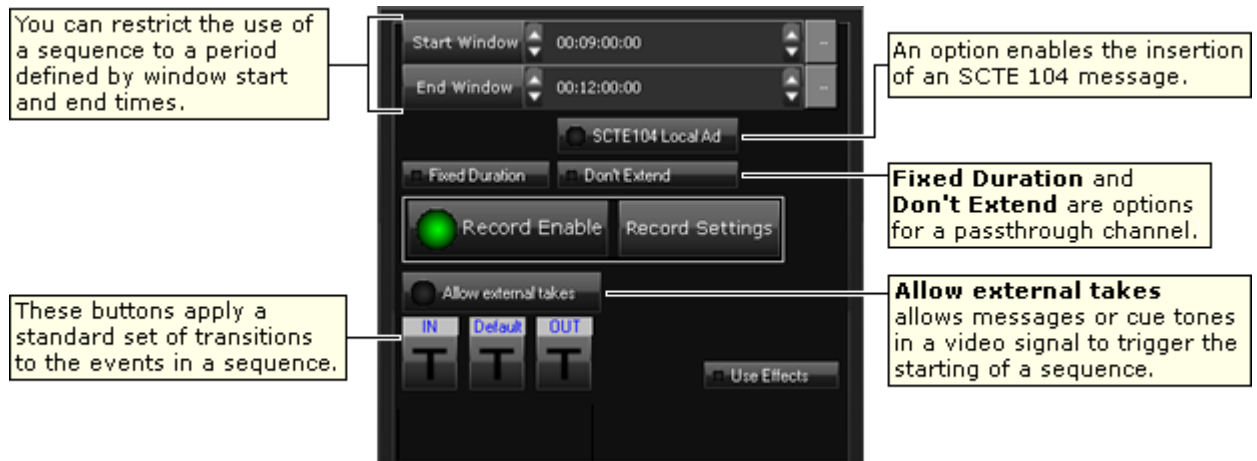 You can restrict the use of
a sequence to a period
defined by window start
and end times.
Start Window 00:09:00:00 --
End Window 00:12:00:00 --
An option enables the insertion
of an SCTE 104 message.
SCTE104 Local Ad
Fixed Duration Don't Extend
Fixed Duration and
Don't Extend are options
for a passthrough channel.
Record Enable Record Settings
Allow external takes
Allow external takes
allows messages or cue tones
in a video signal to trigger the
starting of a sequence.
These buttons apply a
standard set of transitions
to the events in a sequence.
IN Default OUT
T T T
Use Effects